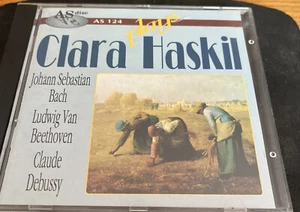 AS disc
AS 124
plays
Clara Haskil
Johann Sebastian
Bach
Ludwig Van
Beethoven
Claude
Debussy